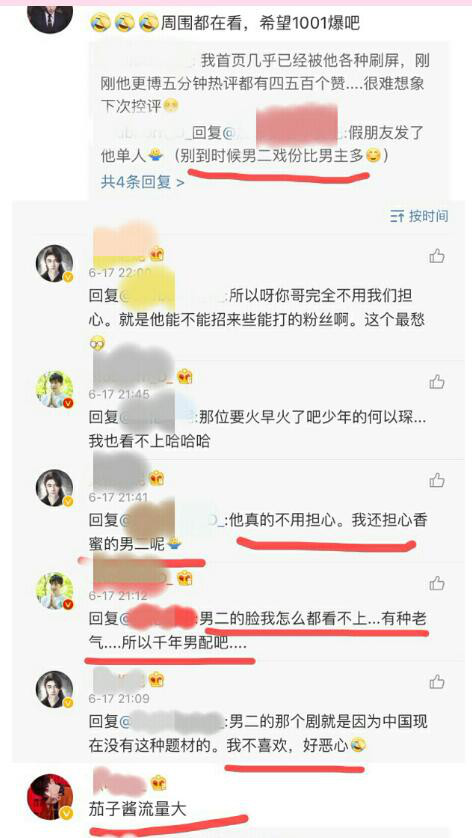 周围都在看，希望1001爆吧
我首页几乎已经被他各种刷屏，刚
刚他更博五分钟热评都有四五百个赞....很难想象
下次控评
回复@ :假朋友发了
他单人 （别到时候男二戏份比男主多 ）
共4条回复 >
按时间
6-17 22:00
回复@ :所以呀你哥完全不用我们担
心。就是他能不能招来些能打的粉丝啊。这个最愁
6-17 21:45
回复@ :那位要火早火了吧少年的何以琛...
我也看不上哈哈哈
6-17 21:41
回复@ _:他真的不用担心。我还担心香
蜜的男二呢
6-17 21:12
回复@ :男二的脸我怎么都看不上...有种老
气....所以千年男配吧....
6-17 21:09
回复@ :男二的那个剧就是因为中国现
在没有这种题材的。我不喜欢，好恶心
茄子酱流量大